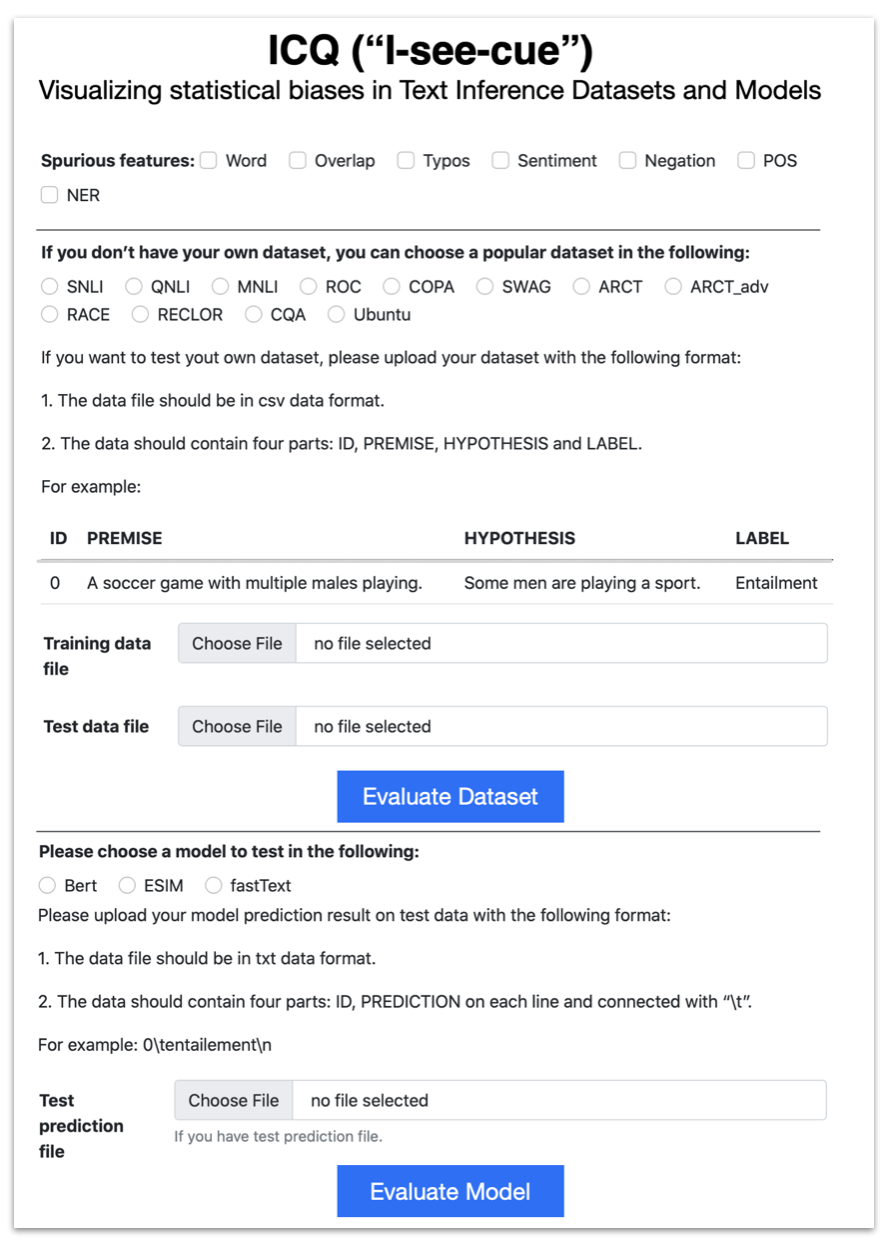 ICQ (“I-see-cue”)
Visualizing statistical biases in Text Inference Datasets and Models
Spurious features: Word Overlap Typos Sentiment Negation POS
NER
If you don’t have your own dataset, you can choose a popular dataset in the following:
SNLI QNLI MNLI ROC COPA SWAG ARCT ARCT_adv
RACE RECLOR CQA Ubuntu
If you want to test yout own dataset, please upload your dataset with the following format:
1. The data file should be in csv data format.
2. The data should contain four parts: ID, PREMISE, HYPOTHESIS and LABEL.
For example:
ID PREMISE HYPOTHESIS LABEL
0 A soccer game with multiple males playing. Some men are playing a sport. Entailment
Training data
file
Choose File no file selected
Test data file Choose File no file selected
Evaluate Dataset
Please choose a model to test in the following:
Bert ESIM fastText
Please upload your model prediction result on test data with the following format:
1. The data file should be in txt data format.
2. The data should contain four parts: ID, PREDICTION on each line and connected with “\t”.
For example: 0\tentailement\n
Test
prediction
file
Choose File no file selected
If you have test prediction file.
Evaluate Model